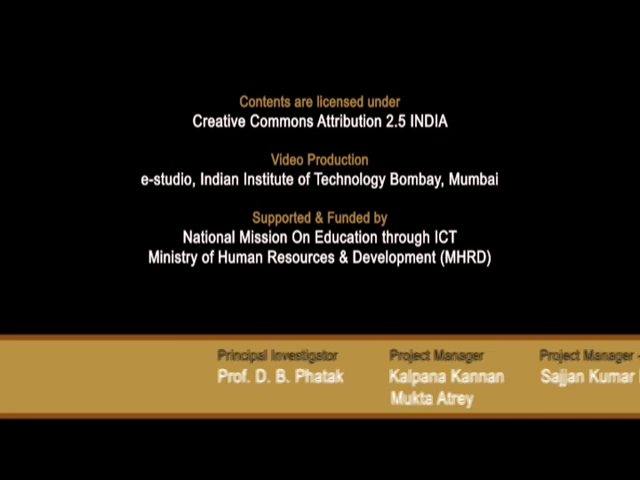 Contents are licensed under
Creative Commons Attribution 2.5 INDIA
Video Production
e-studio, Indian Institute of Technology Bombay, Mumbai
Supported & Funded by
National Mission On Education through ICT
Ministry of Human Resources & Development (MHRD)
Principal Investigator
Prof. D. B. Phatak
Project Manager
Kalpana Kannan
Mukta Atrey
Project Manager -
Sajjan Kumar